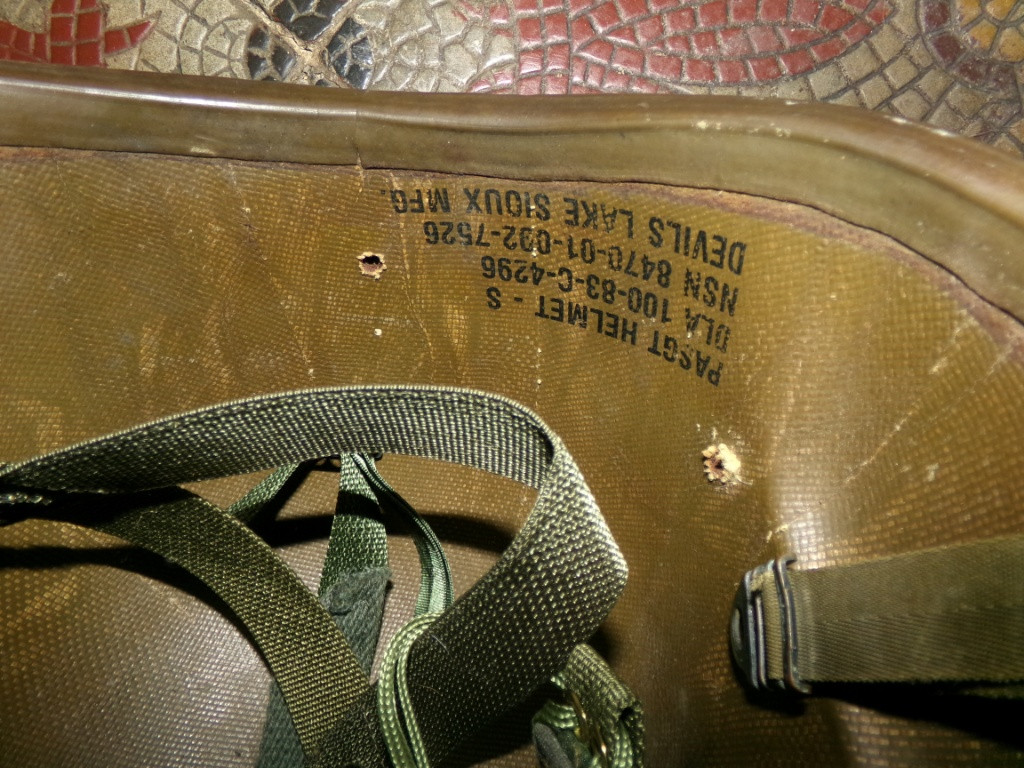 PASGT HELMET - S
DLA 100-83-C-4296
NSN 8470-01-092-7526
DEVILS LAKE SIOUX MFG.